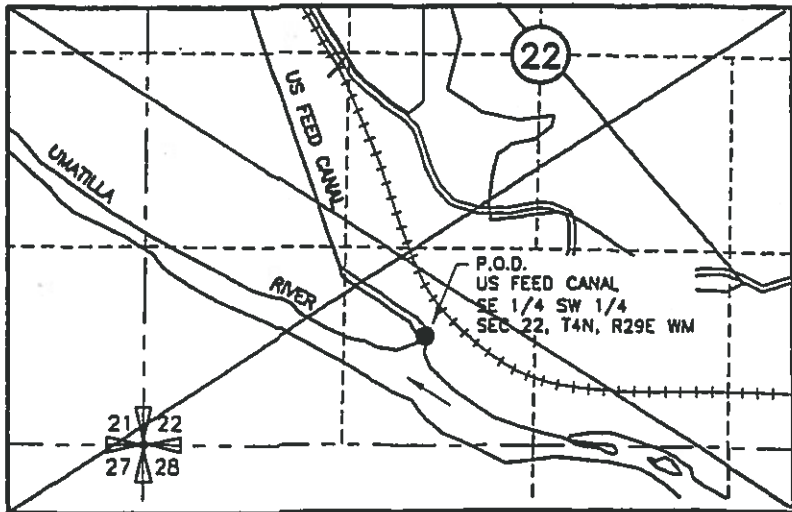 22
US FEED CANAL
UMATILLA
RIVER
P.O.D.
US FEED CANAL
SE 1/4 SW 1/4
SEC 22, T4N, R29E WM
21 22
27 28